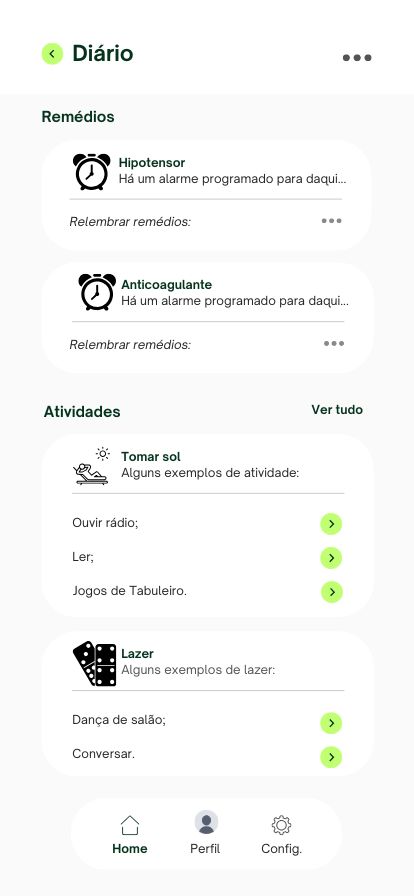 Diário
Remédios
Hipotensor
Há um alarme programado para daqui...
Relembrar remédios:
Anticoagulante
Há um alarme programado para daqui...
Relembrar remédios:
Atividades
Ver tudo
Tomar sol
Alguns exemplos de atividade:
Ouvir rádio;
Ler;
Jogos de Tabuleiro.
Lazer
Alguns exemplos de lazer:
Dança de salão;
Conversar.
Home
Perfil
Config.